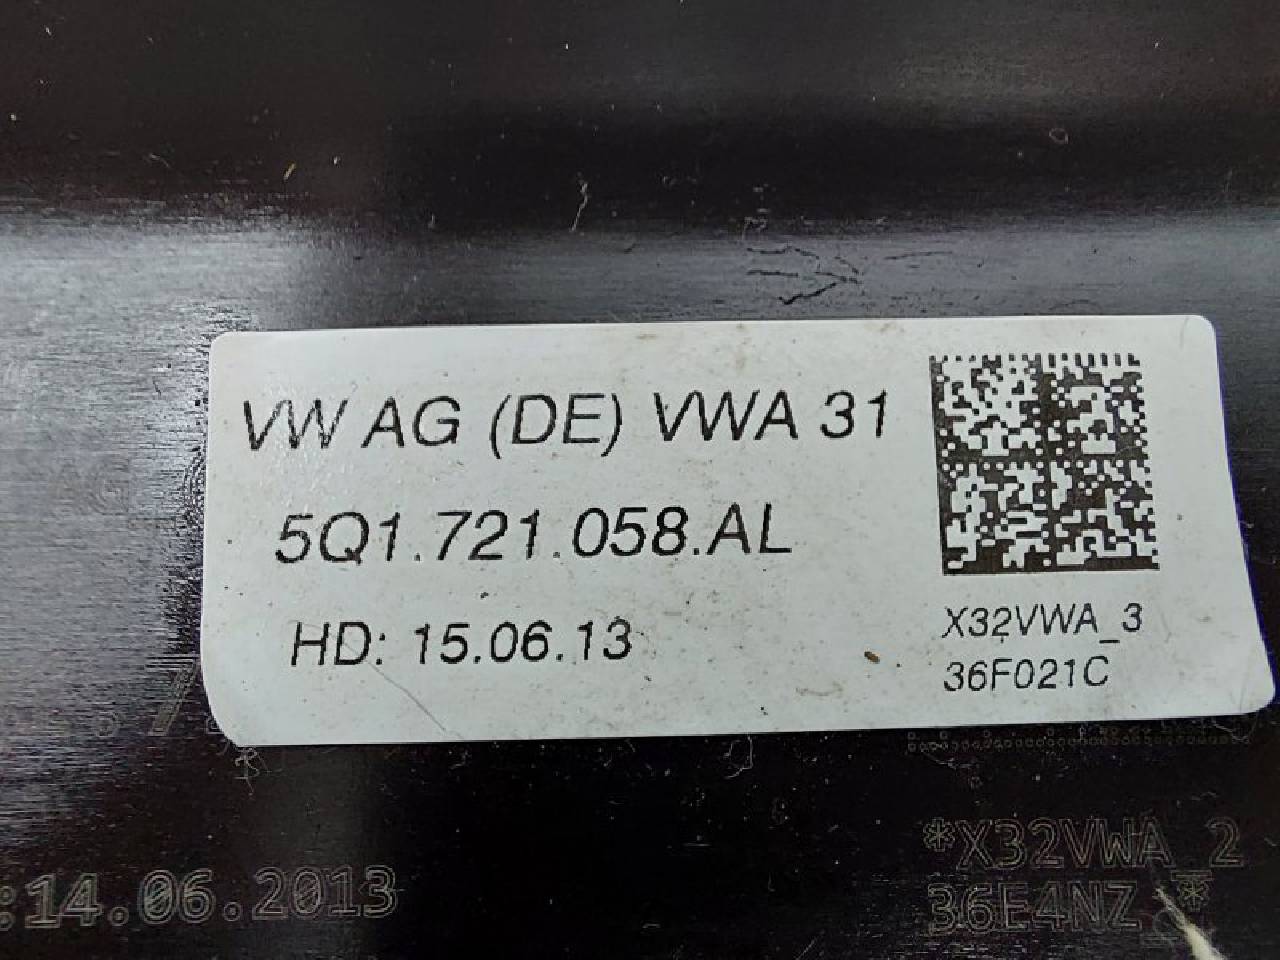 VW AG (DE) VWA 31
5Q1.721.058.AL
HD: 15.06.13
X32VWA_3
36F021C
*X32VWA_2
36E4NZ *
:14.06.2013